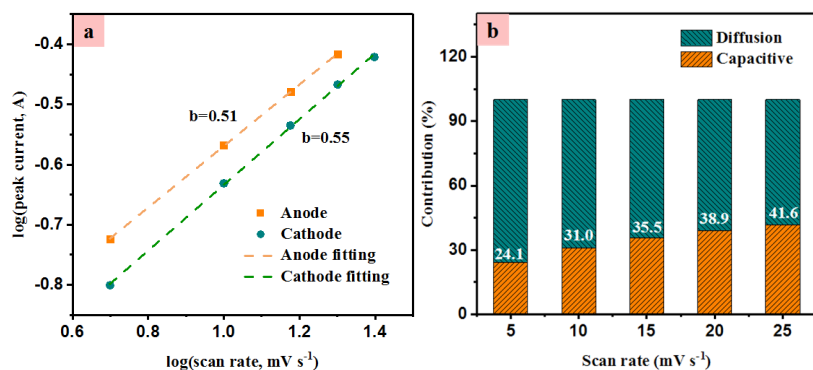 a
log(peak current, A)
-0.4
-0.5
-0.6
-0.7
-0.8
b=0.51
b=0.55
Anode
Cathode
Anode fitting
Cathode fitting
0.6 0.8 1.0 1.2 1.4
log(scan rate, mV s⁻¹)
b
Contribution (%)
120
90
60
30
0
Diffusion
Capacitive
24.1 31.0 35.5 38.9 41.6
5 10 15 20 25
Scan rate (mV s⁻¹)